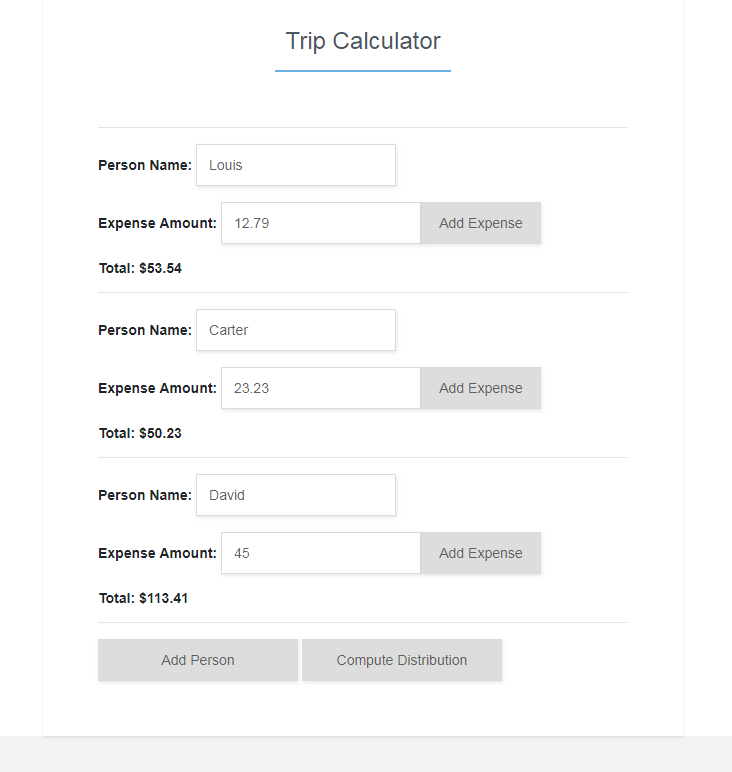 Trip Calculator
Person Name: Louis
Expense Amount: 12.79 Add Expense
Total: $53.54
Person Name: Carter
Expense Amount: 23.23 Add Expense
Total: $50.23
Person Name: David
Expense Amount: 45 Add Expense
Total: $113.41
Add Person Compute Distribution